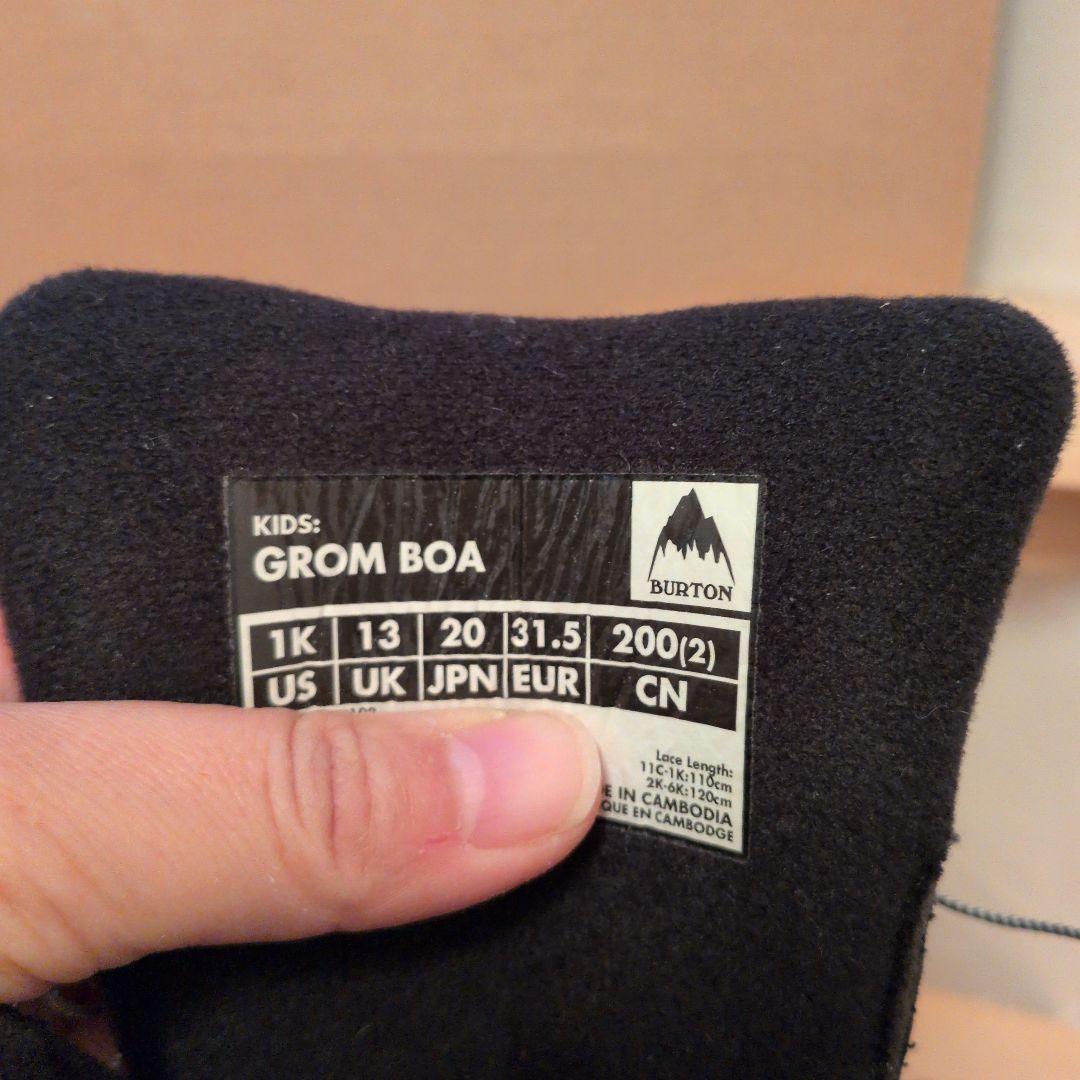 KIDS:
GROM BOA
BURTON
1K 13 20 31.5 200(2)
US UK JPN EUR CN
Lace Length:
11C-1K:110cm
2K-6K:120cm
IN CAMBODIA
EN CAMBODGE